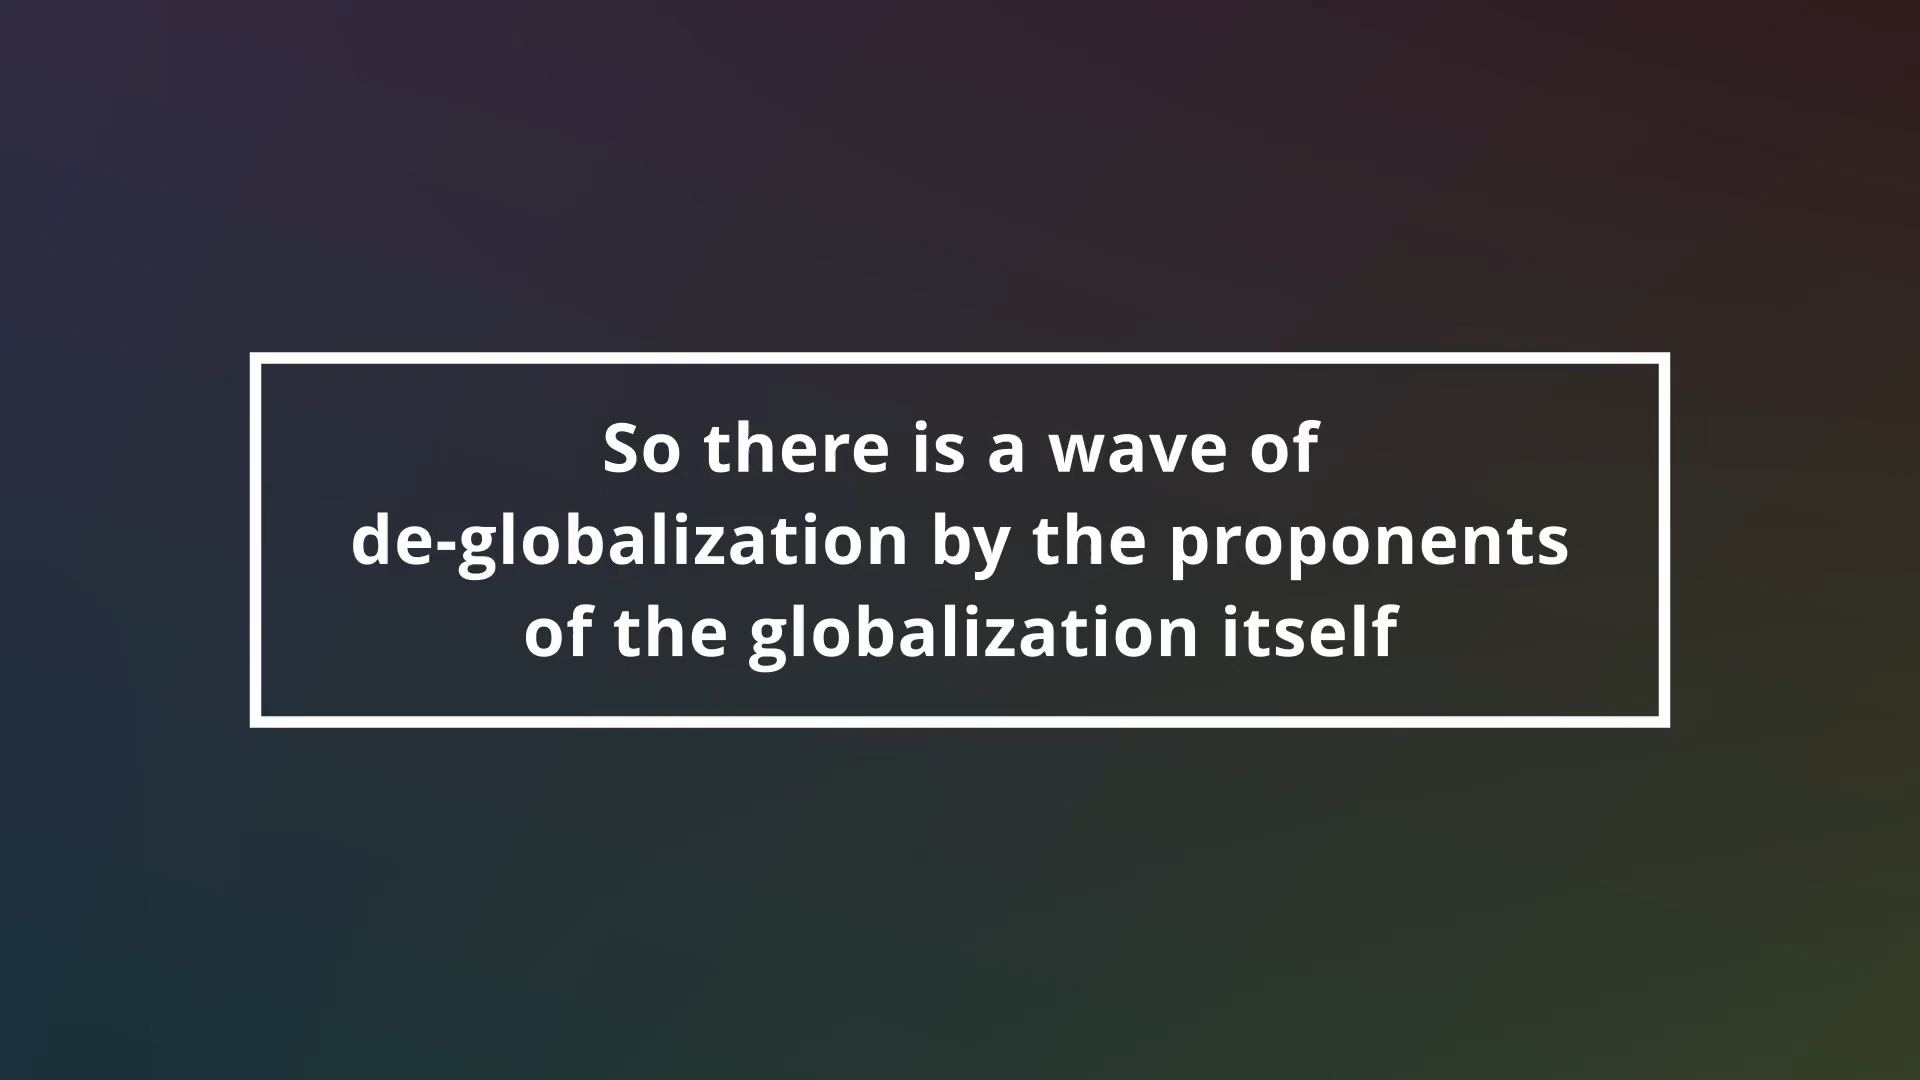 So there is a wave of
de-globalization by the proponents
of the globalization itself